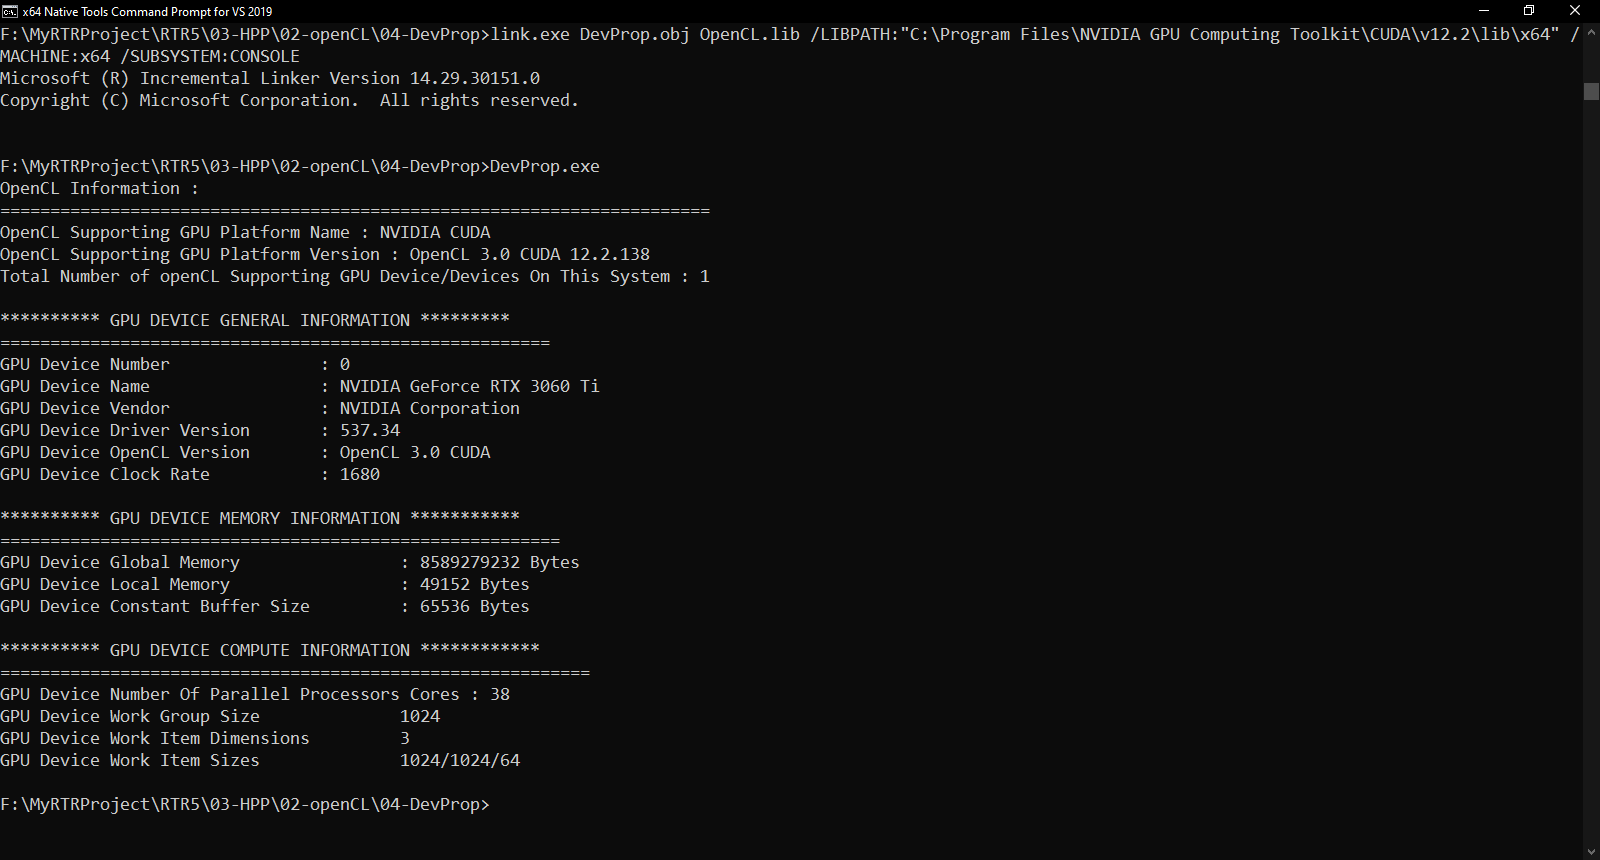 x64 Native Tools Command Prompt for VS 2019
F:\MyRTRProject\RTR5\03-HPP\02-openCL\04-DevProp>link.exe DevProp.obj OpenCL.lib /LIBPATH:"C:\Program Files\NVIDIA GPU Computing Toolkit\CUDA\v12.2\lib\x64" /
MACHINE:x64 /SUBSYSTEM:CONSOLE
Microsoft (R) Incremental Linker Version 14.29.30151.0
Copyright (C) Microsoft Corporation.  All rights reserved.
F:\MyRTRProject\RTR5\03-HPP\02-openCL\04-DevProp>DevProp.exe
OpenCL Information :
=======================================================================
OpenCL Supporting GPU Platform Name : NVIDIA CUDA
OpenCL Supporting GPU Platform Version : OpenCL 3.0 CUDA 12.2.138
Total Number of openCL Supporting GPU Device/Devices On This System : 1
********** GPU DEVICE GENERAL INFORMATION *********
=======================================================
GPU Device Number               : 0
GPU Device Name                 : NVIDIA GeForce RTX 3060 Ti
GPU Device Vendor               : NVIDIA Corporation
GPU Device Driver Version       : 537.34
GPU Device OpenCL Version       : OpenCL 3.0 CUDA
GPU Device Clock Rate           : 1680
********** GPU DEVICE MEMORY INFORMATION ***********
========================================================
GPU Device Global Memory                : 8589279232 Bytes
GPU Device Local Memory                 : 49152 Bytes
GPU Device Constant Buffer Size         : 65536 Bytes
********** GPU DEVICE COMPUTE INFORMATION ************
===========================================================
GPU Device Number Of Parallel Processors Cores : 38
GPU Device Work Group Size              1024
GPU Device Work Item Dimensions         3
GPU Device Work Item Sizes              1024/1024/64
F:\MyRTRProject\RTR5\03-HPP\02-openCL\04-DevProp>